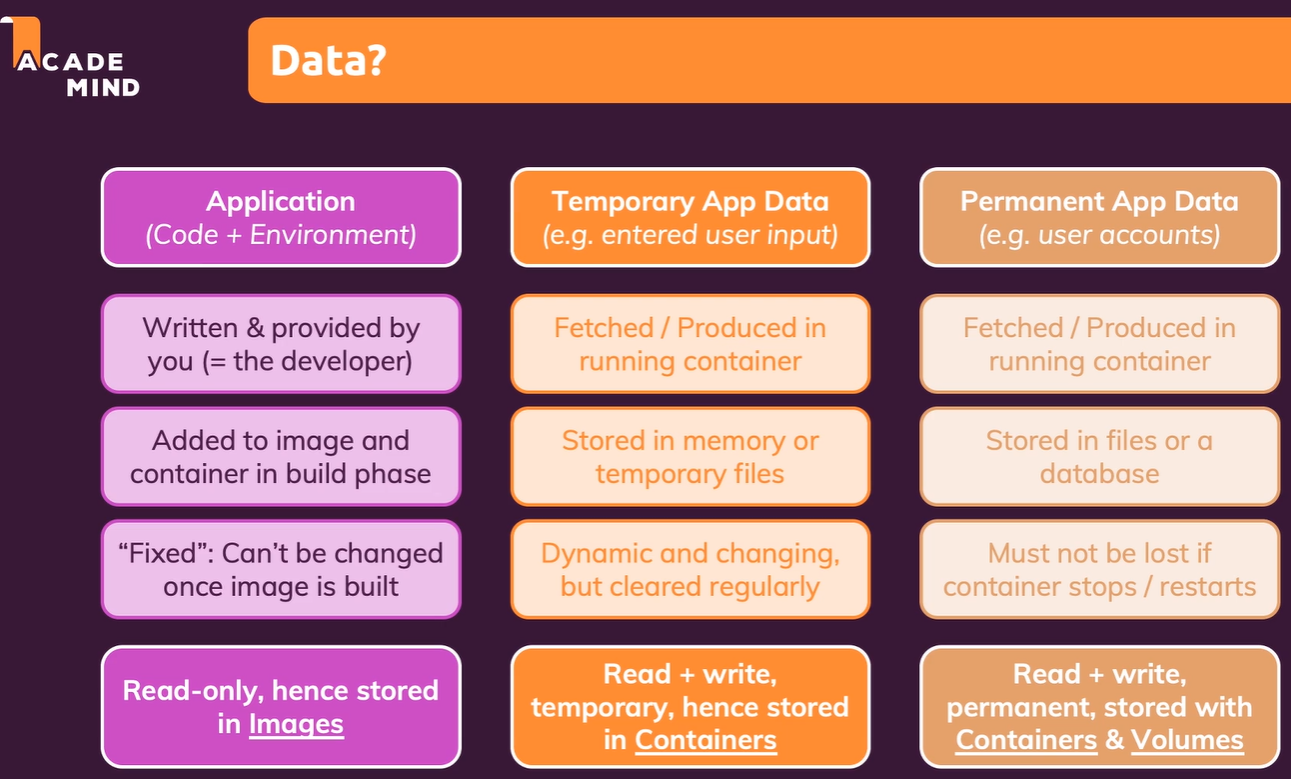 ACADE
MIND
Data?
Application
(Code + Environment)
Written & provided by
you (= the developer)
Added to image and
container in build phase
“Fixed”: Can’t be changed
once image is built
Read-only, hence stored
in Images
Temporary App Data
(e.g. entered user input)
Fetched / Produced in
running container
Stored in memory or
temporary files
Dynamic and changing,
but cleared regularly
Read + write,
temporary, hence stored
in Containers
Permanent App Data
(e.g. user accounts)
Fetched / Produced in
running container
Stored in files or a
database
Must not be lost if
container stops / restarts
Read + write,
permanent, stored with
Containers & Volumes